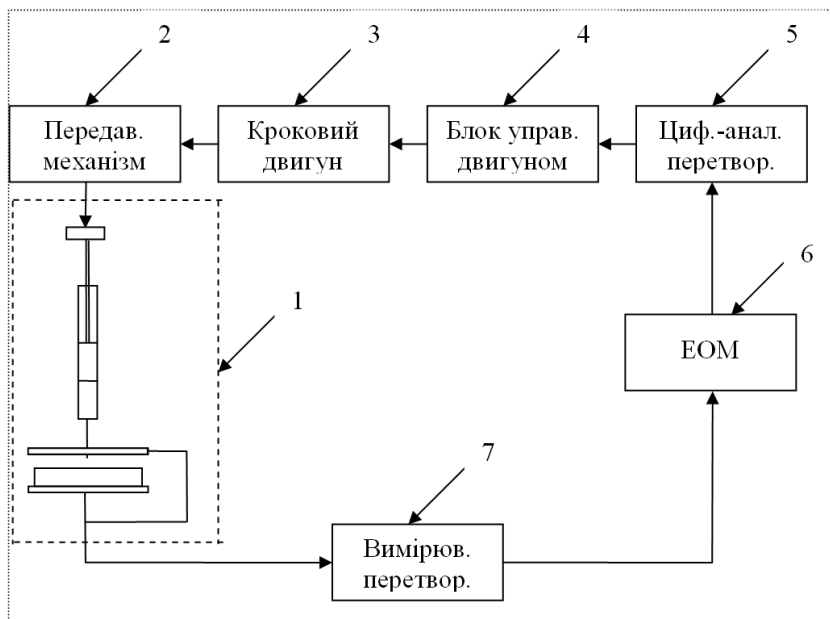 2
3
4
5
Передав.
механізм
Кроковий
двигун
Блок управ.
двигуном
Циф.-анал.
перетвор.
1
6
ЕОМ
7
Вимірюв.
перетвор.